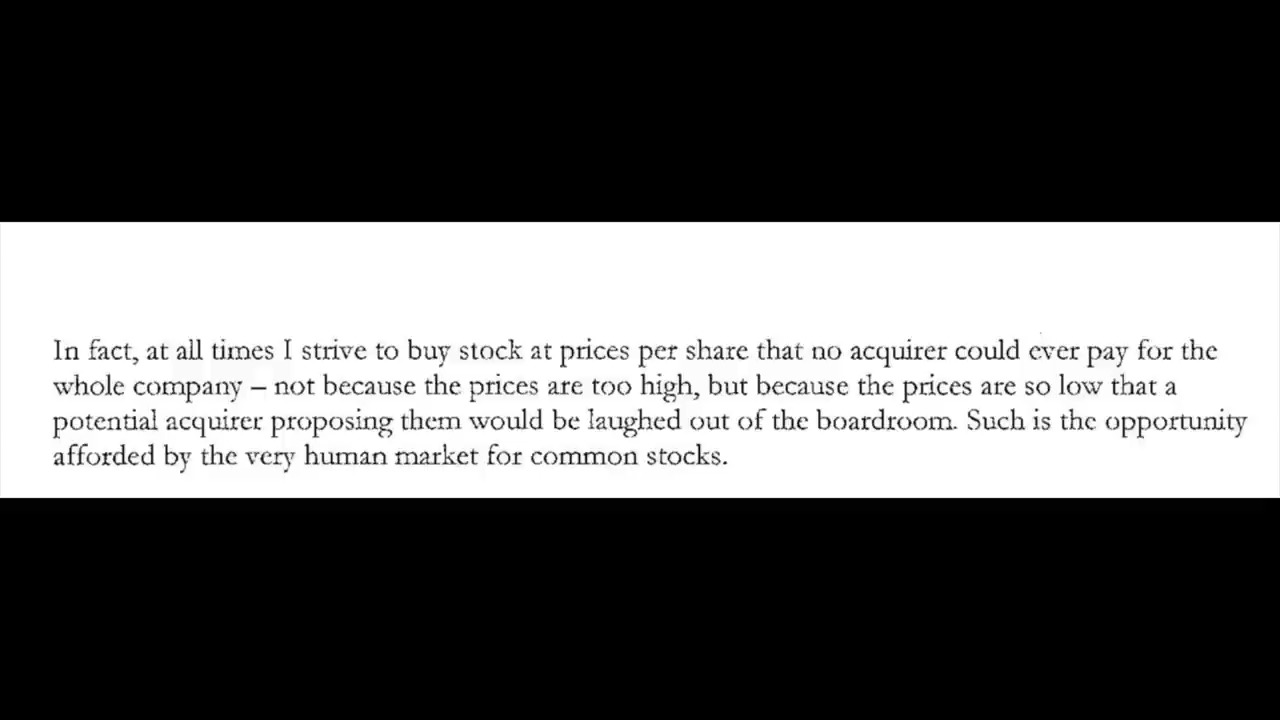 In fact, at all times I strive to buy stock at prices per share that no acquirer could ever pay for the
whole company – not because the prices are too high, but because the prices are so low that a
potential acquirer proposing them would be laughed out of the boardroom. Such is the opportunity
afforded by the very human market for common stocks.